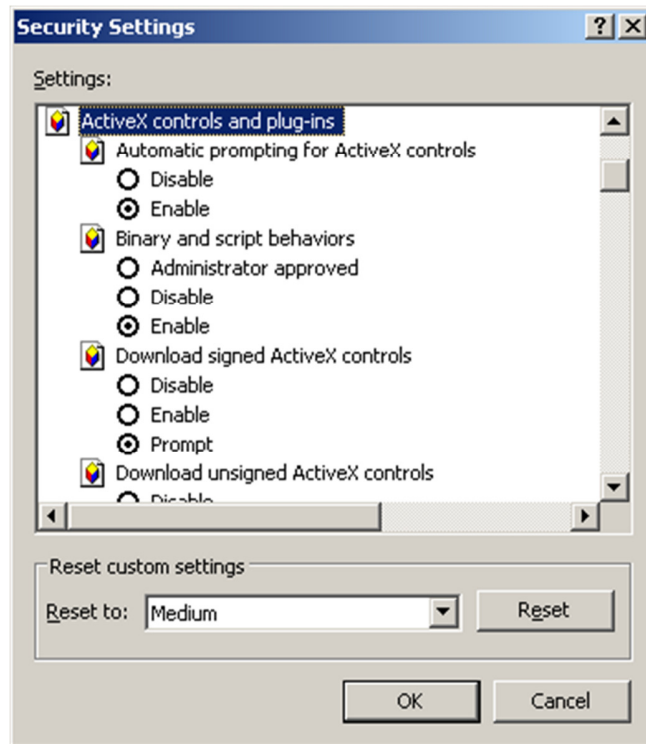 Security Settings
Settings:
ActiveX controls and plug-ins
Automatic prompting for ActiveX controls
Disable
Enable
Binary and script behaviors
Administrator approved
Disable
Enable
Download signed ActiveX controls
Disable
Enable
Prompt
Download unsigned ActiveX controls
Disable
Reset custom settings
Reset to: Medium Reset
OK Cancel